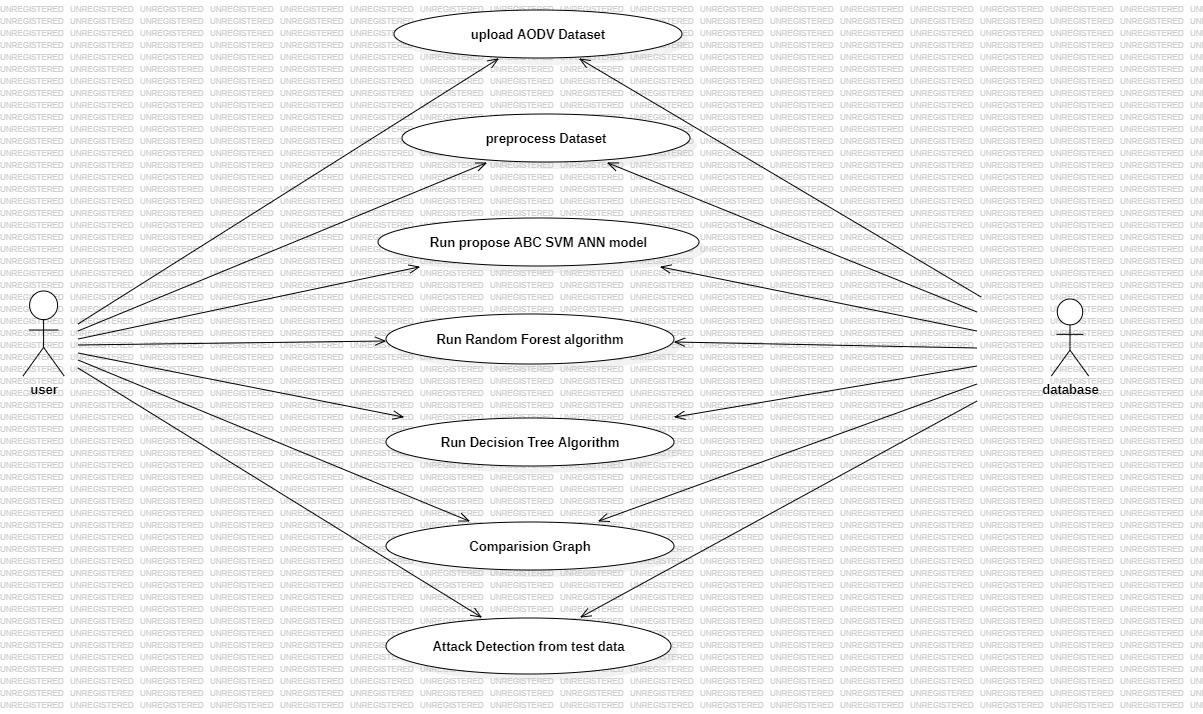 upload AODV Dataset
preprocess Dataset
Run propose ABC SVM ANN model
Run Random Forest algorithm
user
database
Run Decision Tree Algorithm
Comparision Graph
Attack Detection from test data
UNREGISTERED